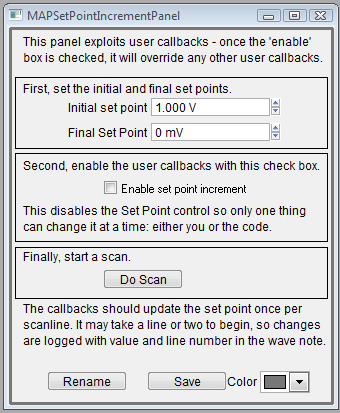 MAPSetPointIncrementPanel
This panel exploits user callbacks - once the 'enable'
box is checked, it will override any other user callbacks.
First, set the initial and final set points.
Initial set point 1.000 V
Final Set Point 0 mV
Second, enable the user callbacks with this check box.
Enable set point increment
This disables the Set Point control so only one thing
can change it at a time: either you or the code.
Finally, start a scan.
Do Scan
The callbacks should update the set point once per
scanline. It may take a line or two to begin, so changes
are logged with value and line number in the wave note.
Rename Save Color